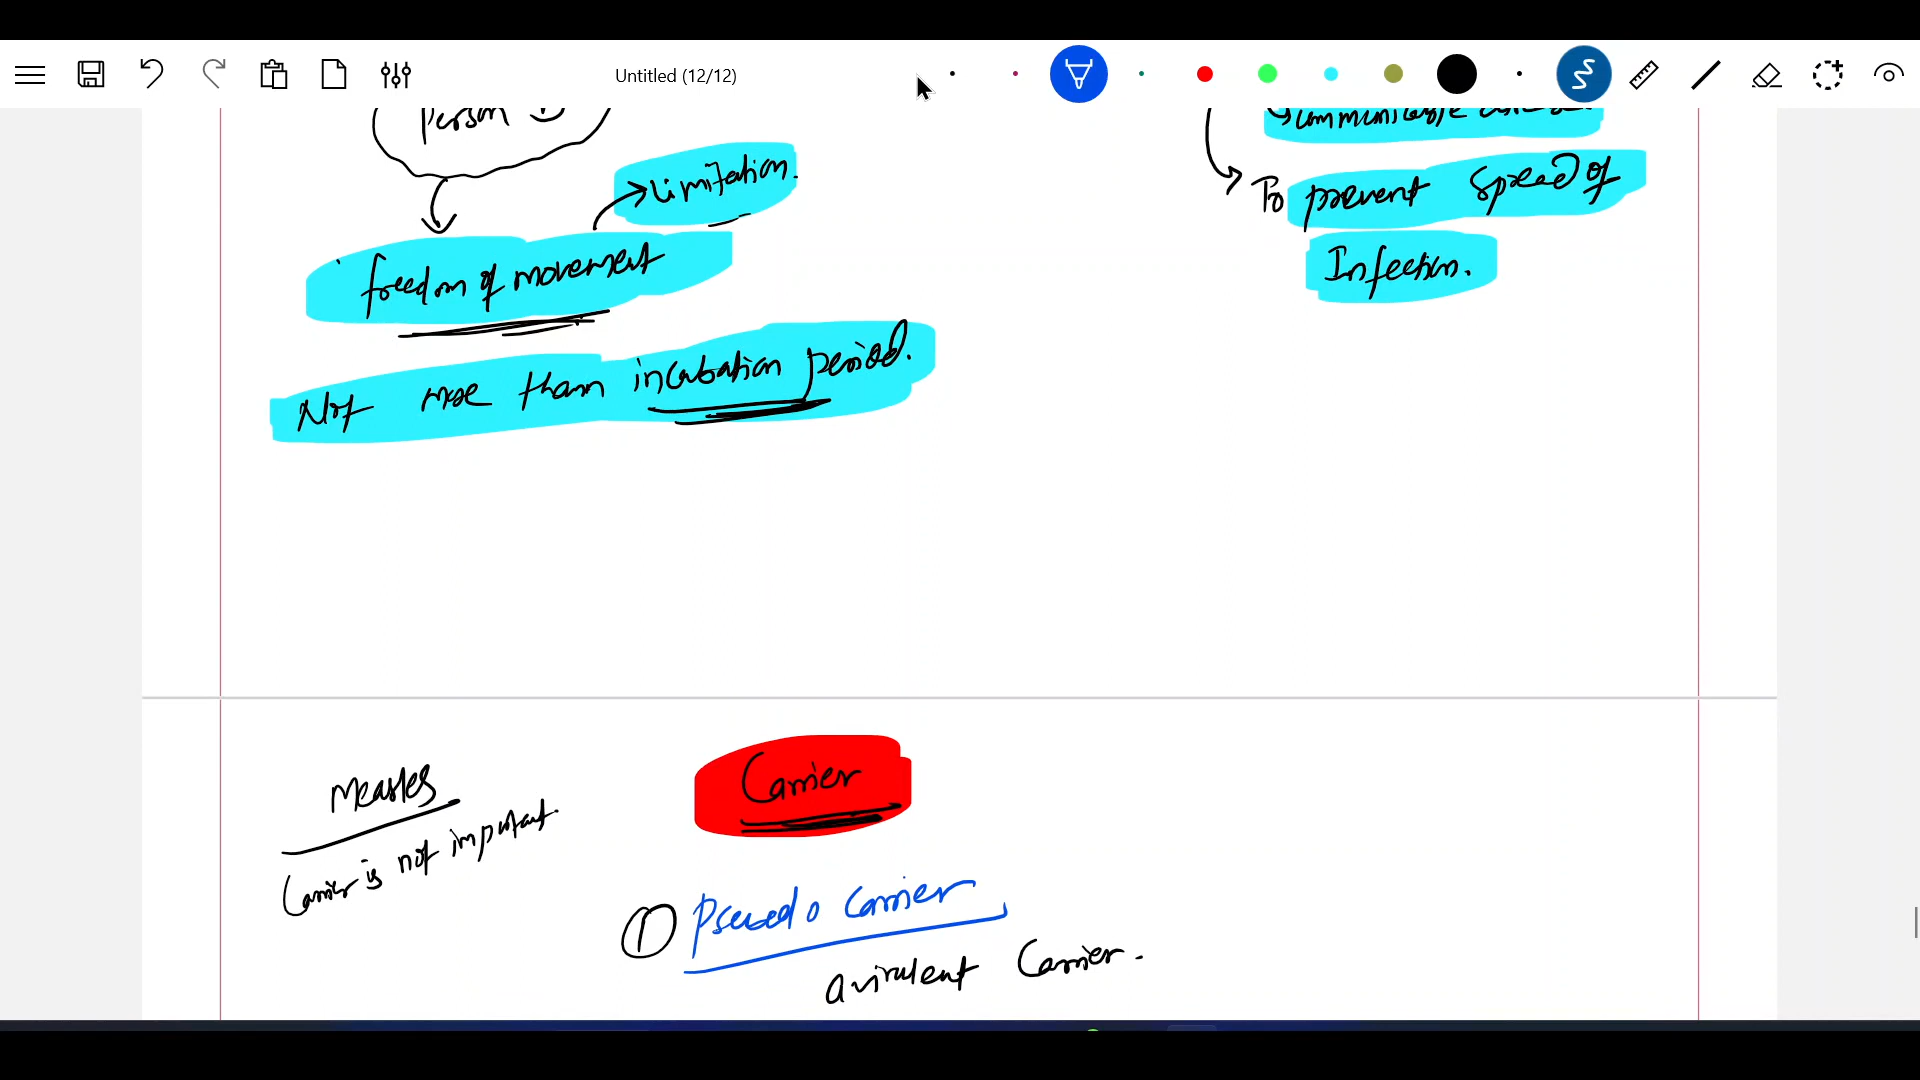 Untitled (12/12)
Person
Limitation.
freedom of movement
Not more than incubation period.
Communicable
To prevent spread of
Infection.
Measles
Carrier is not important.
Carrier
① Pseudo carrier
avirulent Carrier.